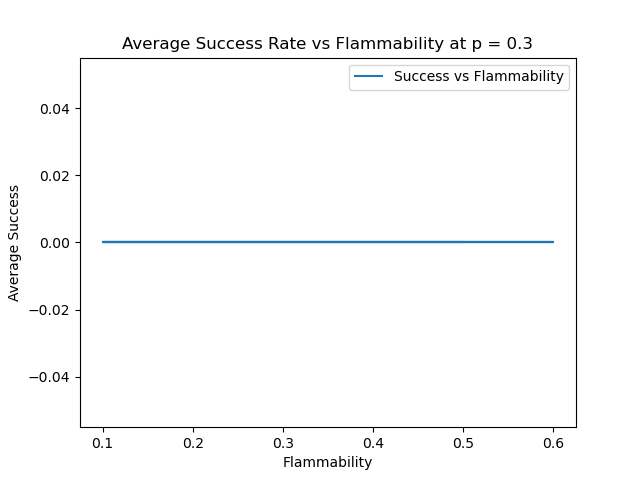 Average Success Rate vs Flammability at p = 0.3
Success vs Flammability
0.04
0.02
0.00
−0.02
−0.04
Average Success
0.1 0.2 0.3 0.4 0.5 0.6
Flammability